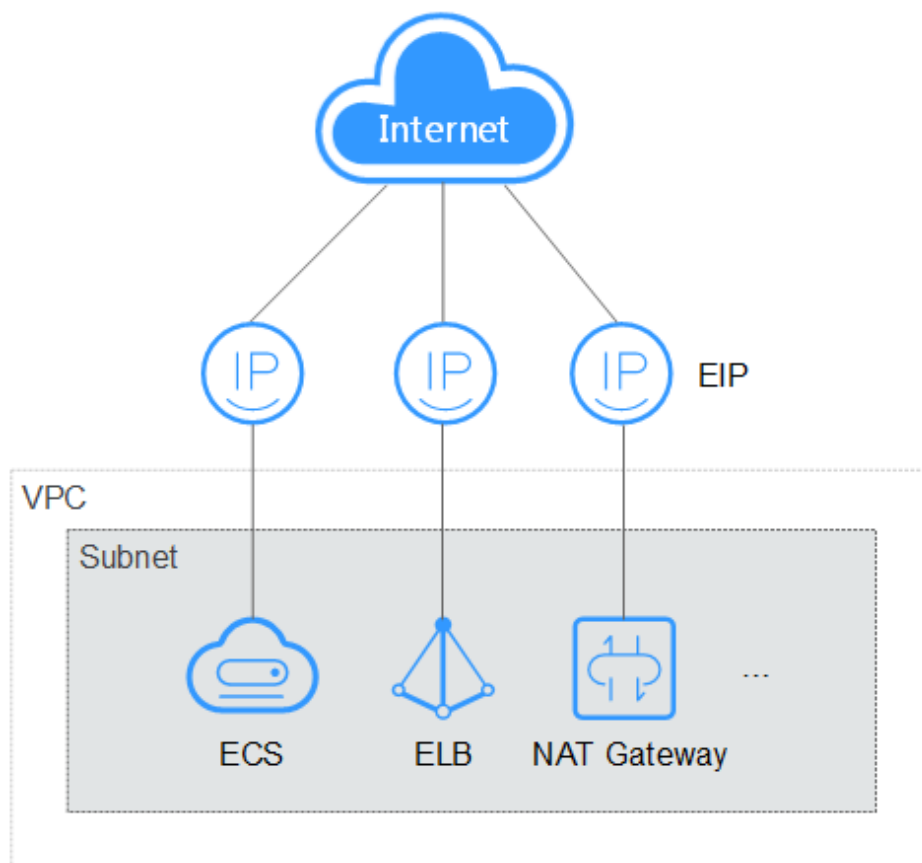 Internet
IP
IP
IP
EIP
VPC
Subnet
...
ECS
ELB
NAT Gateway